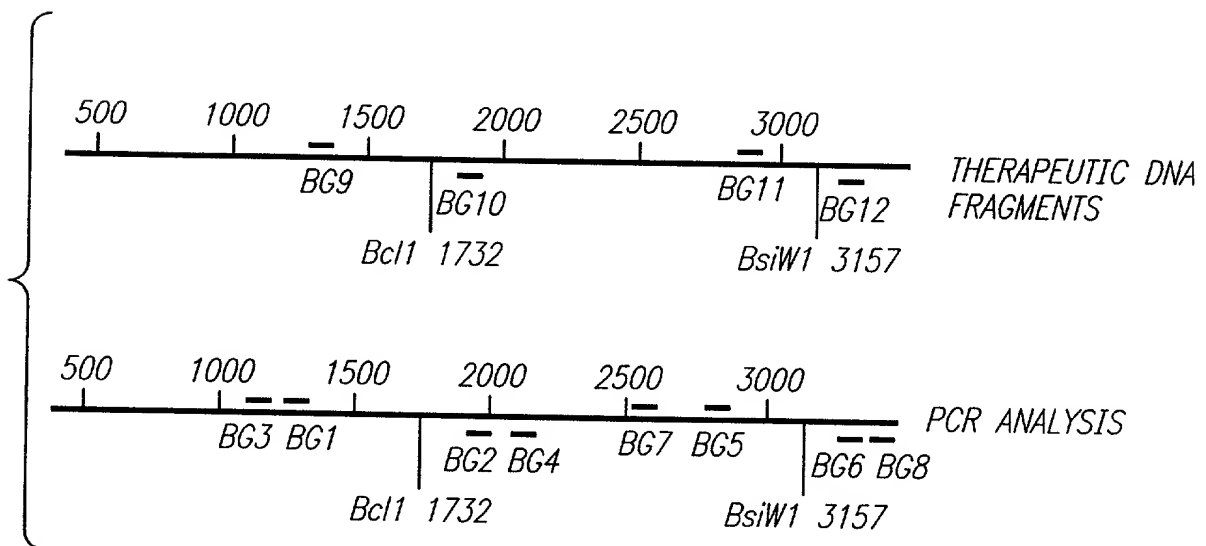 500 1000 1500 2000 2500 3000
BG9 BG10 BG11 BG12
Bcl1 1732 BsiW1 3157
THERAPEUTIC DNA
FRAGMENTS
500 1000 1500 2000 2500 3000
BG3 BG1 BG2 BG4 BG7 BG5 BG6 BG8
Bcl1 1732 BsiW1 3157
PCR ANALYSIS